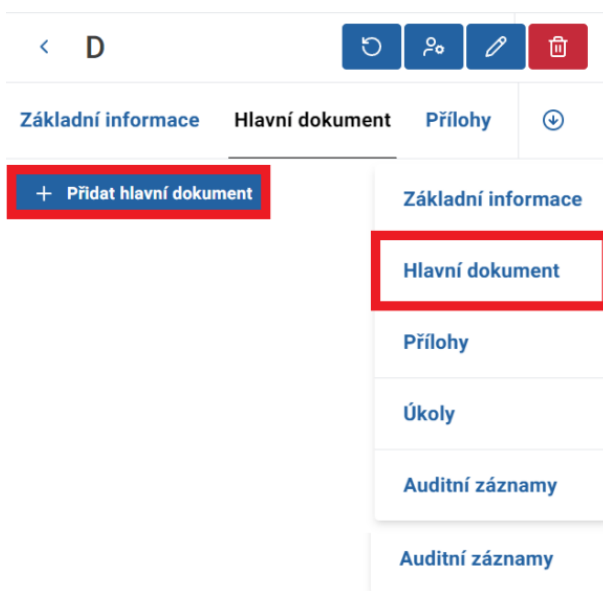 D
Základní informace Hlavní dokument Přílohy
Přidat hlavní dokument
Základní informace
Hlavní dokument
Přílohy
Úkoly
Auditní záznamy
Auditní záznamy